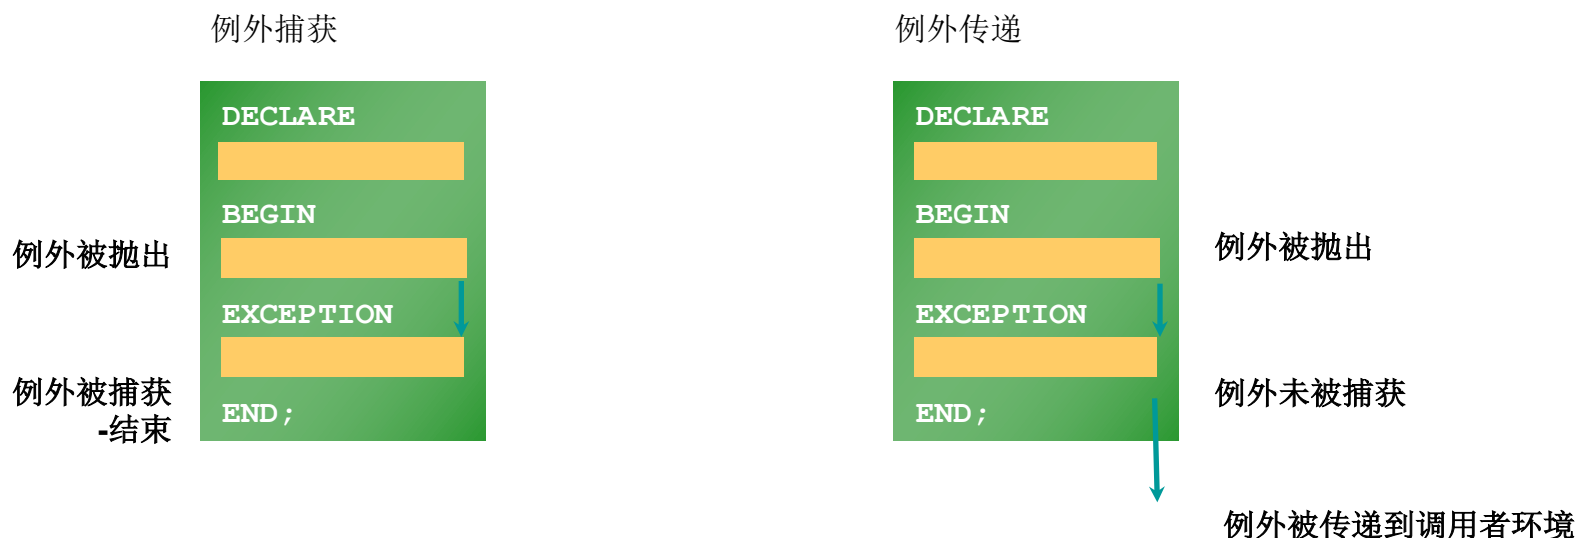 例外捕获
DECLARE
BEGIN
例外被抛出
EXCEPTION
例外被捕获
-结束
END;
例外传递
DECLARE
BEGIN
例外被抛出
EXCEPTION
例外未被捕获
END;
例外被传递到调用者环境